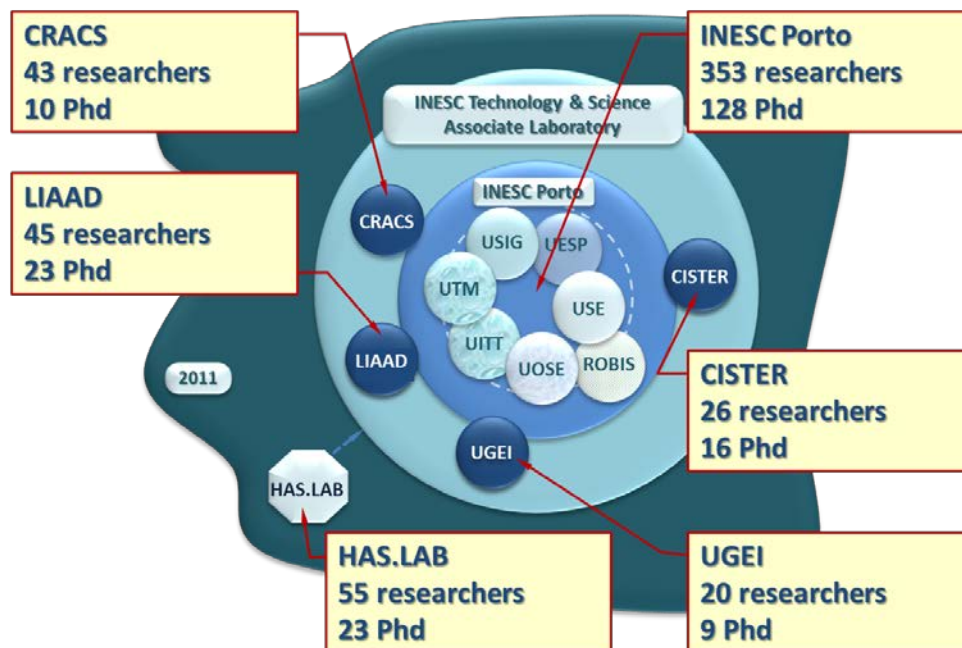 CRACS
43 researchers
10 Phd
INESC Porto
353 researchers
128 Phd
INESC Technology & Science
Associate Laboratory
LIAAD
45 researchers
23 Phd
INESC Porto
CRACS
USIG
UESP
CISTER
UTM
USE
UITT
LIAAD
UOSE
ROBIS
2011
CISTER
26 researchers
16 Phd
UGEI
HAS.LAB
HAS.LAB
55 researchers
23 Phd
UGEI
20 researchers
9 Phd